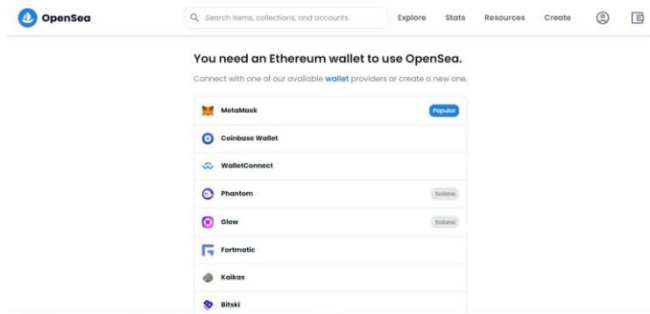 OpenSea
Search items, collections, and accounts
Explore Stats Resources Create
You need an Ethereum wallet to use OpenSea.
Connect with one of our available wallet providers or create a new one.
MetaMask Popular
Coinbase Wallet
WalletConnect
Phantom Solana
Glow Solana
Fortmatic
Kaikas
Bitski